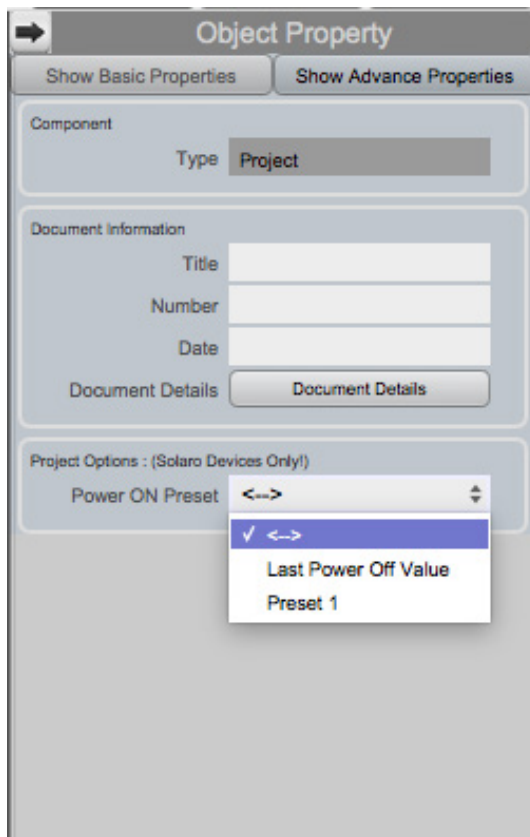 Object Property
Show Basic Properties Show Advance Properties
Component
Type Project
Document Information
Title
Number
Date
Document Details Document Details
Project Options : (Solaro Devices Only!)
Power ON Preset <-->
✓ <-->
Last Power Off Value
Preset 1